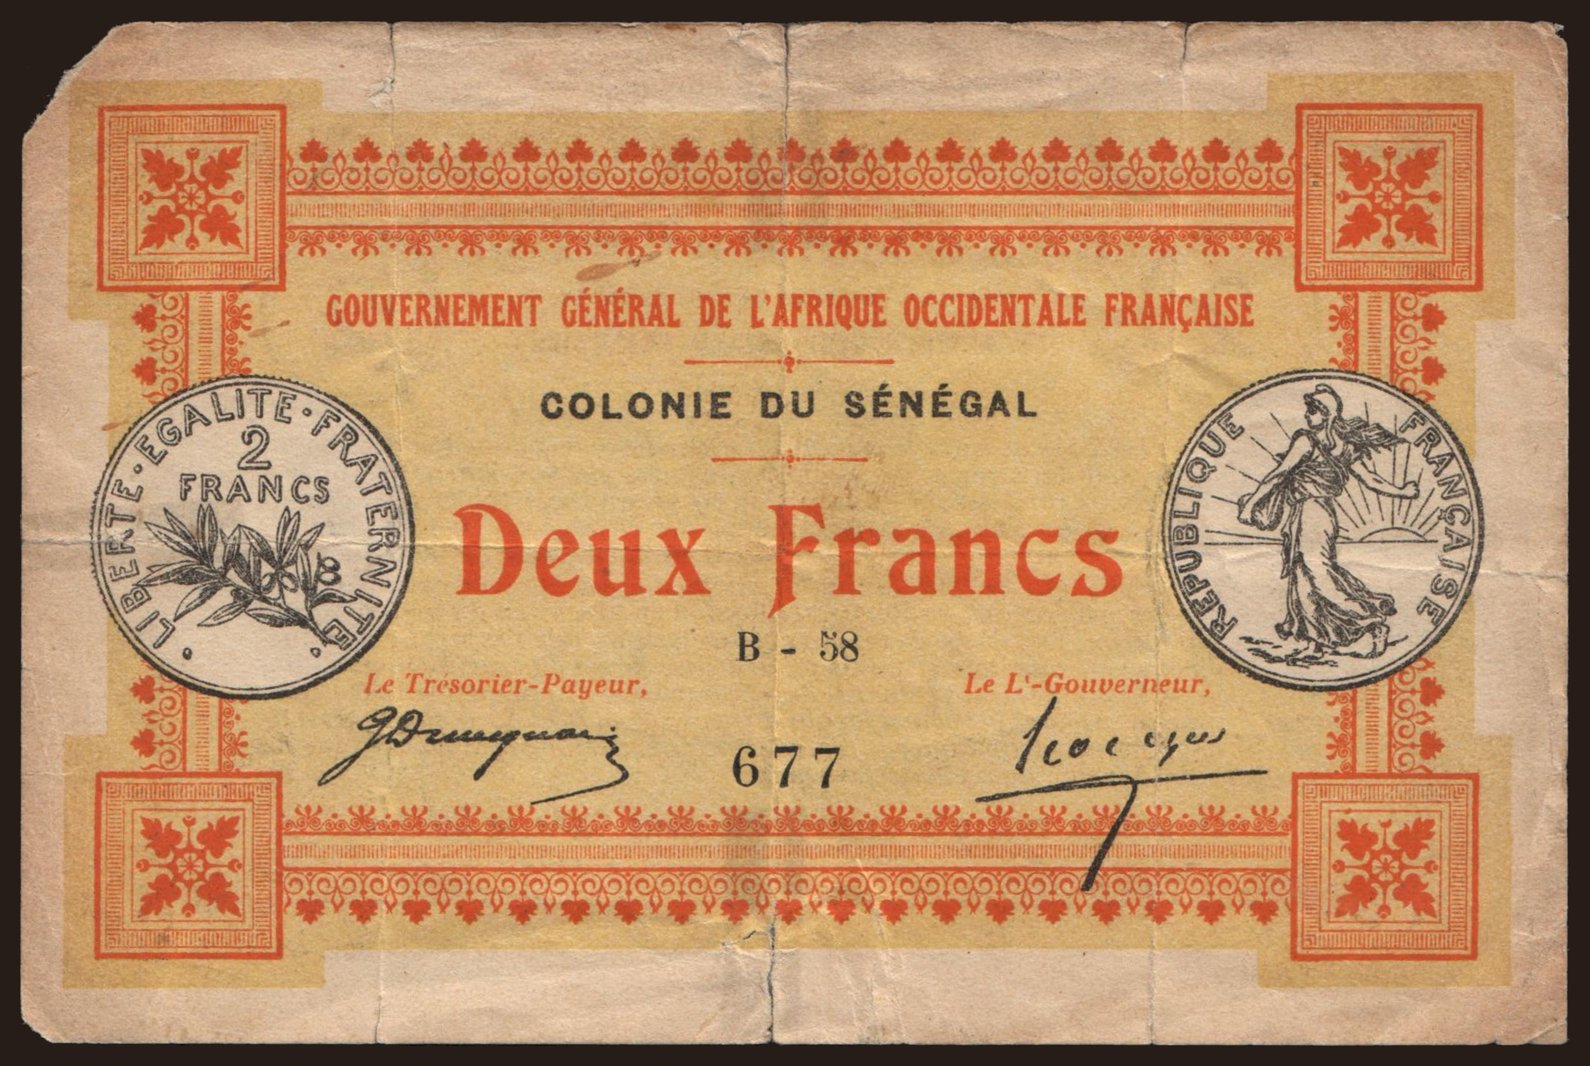 GOUVERNEMENT GÉNÉRAL DE L'AFRIQUE OCCIDENTALE FRANÇAISE
COLONIE DU SÉNÉGAL
LIBERTE · EGALITE · FRATERNITE
2
FRANCS
REPUBLIQUE FRANÇAISE
Deux Francs
B - 58
Le Trésorier-Payeur,
Le Lt-Gouverneur,
677